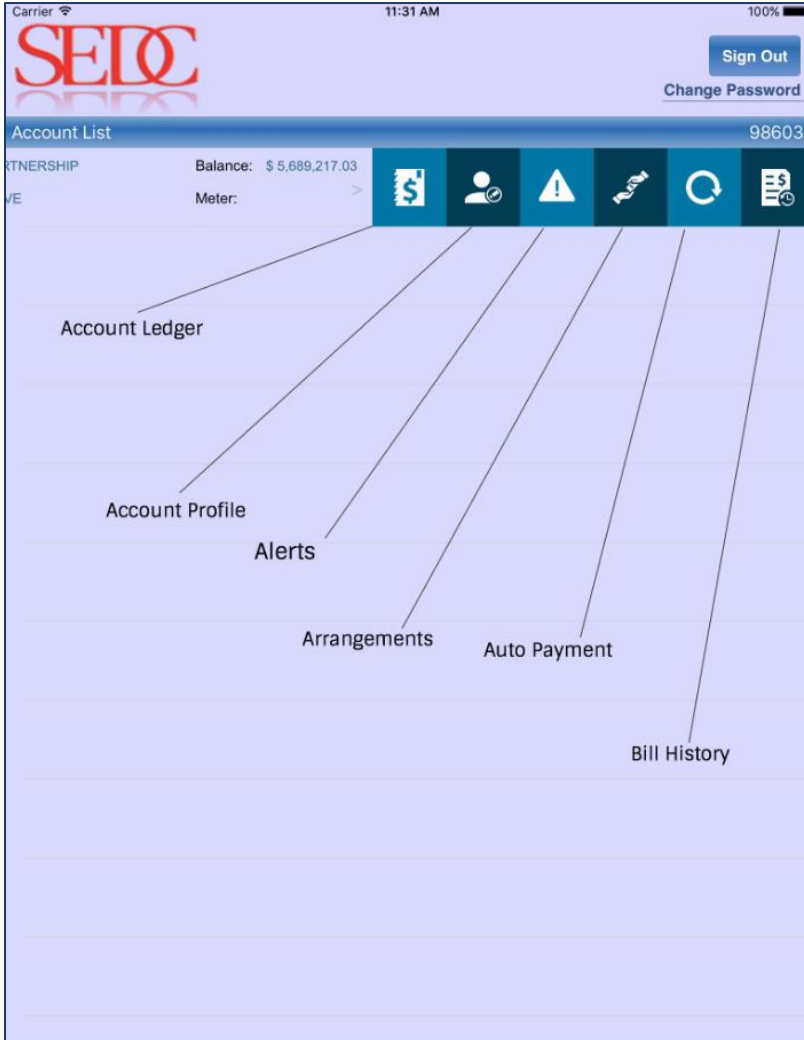 Carrier 11:31 AM 100%
SEDC
Sign Out
Change Password
Account List 98603
RTNERSHIP Balance: $ 5,689,217.03
VE Meter: >
Account Ledger
Account Profile
Alerts
Arrangements
Auto Payment
Bill History